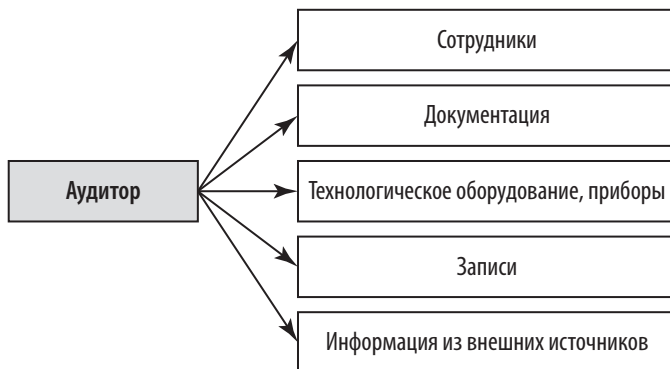 Сотрудники
Документация
Аудитор
Технологическое оборудование, приборы
Записи
Информация из внешних источников